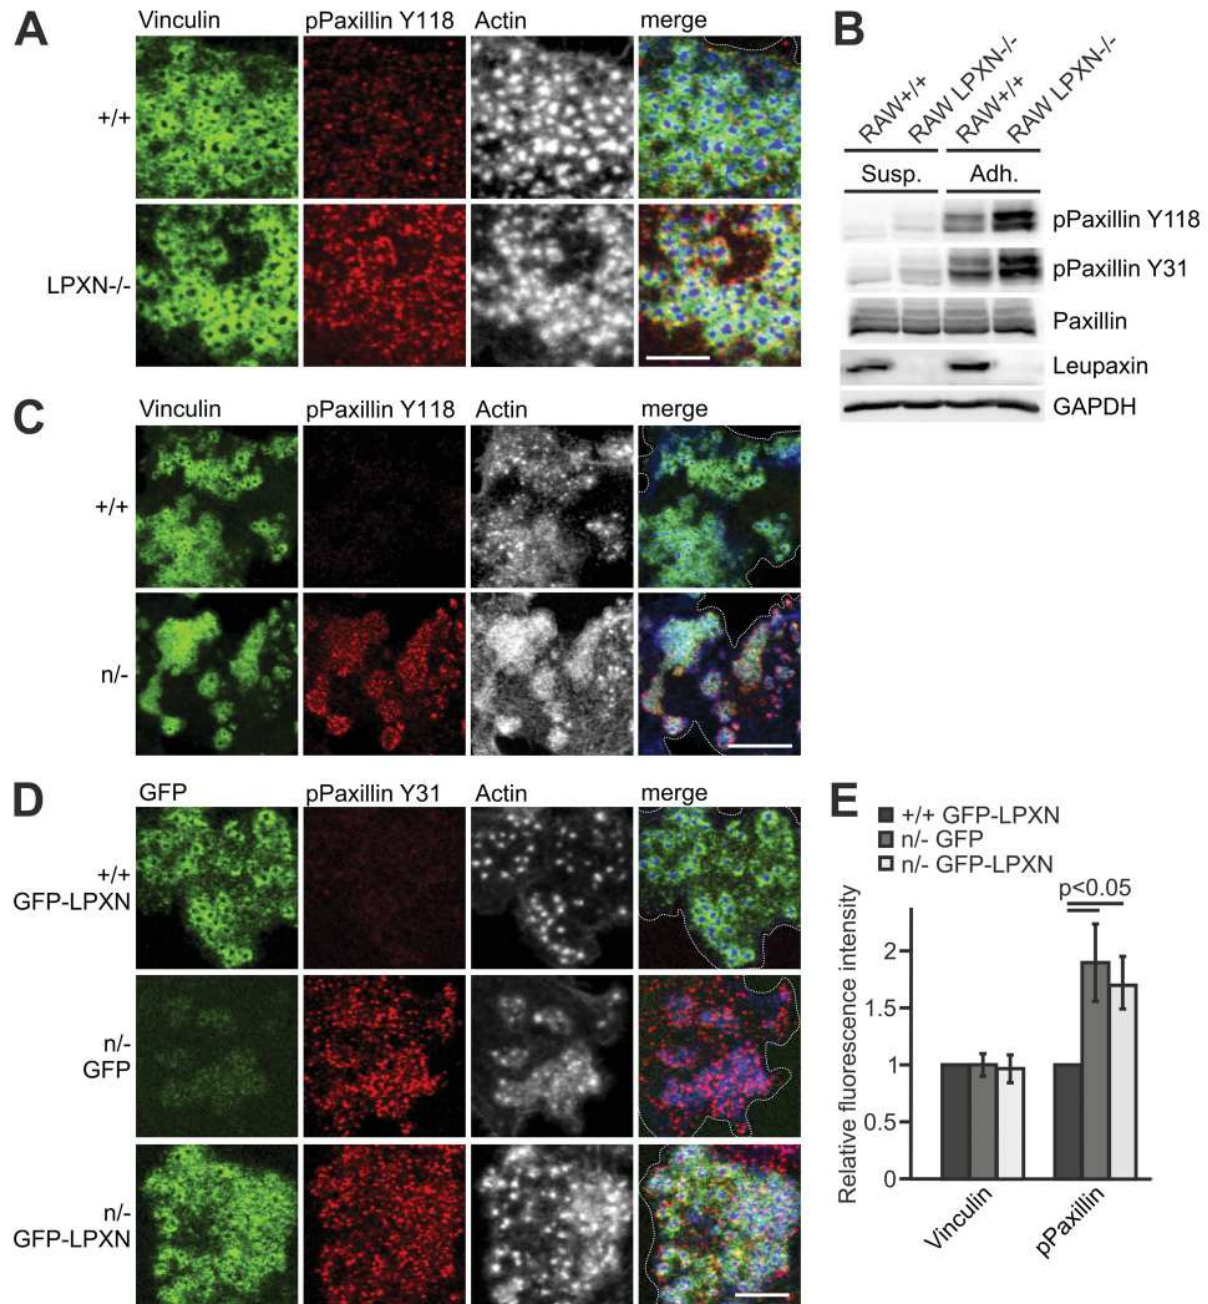 A
Vinculin pPaxillin Y118 Actin merge
+/+
LPXN-/-
B
RAW+/+
RAW LPXN-/-
RAW+/+
RAW LPXN-/-
Susp. Adh.
pPaxillin Y118
pPaxillin Y31
Paxillin
Leupaxin
GAPDH
C
Vinculin pPaxillin Y118 Actin merge
+/+
n/-
D
GFP pPaxillin Y31 Actin merge
+/+
GFP-LPXN
n/-
GFP
n/-
GFP-LPXN
E
+/+ GFP-LPXN
n/- GFP
n/- GFP-LPXN
p<0.05
Relative fluorescence intensity
2
1.5
1
0.5
0
Vinculin
pPaxillin